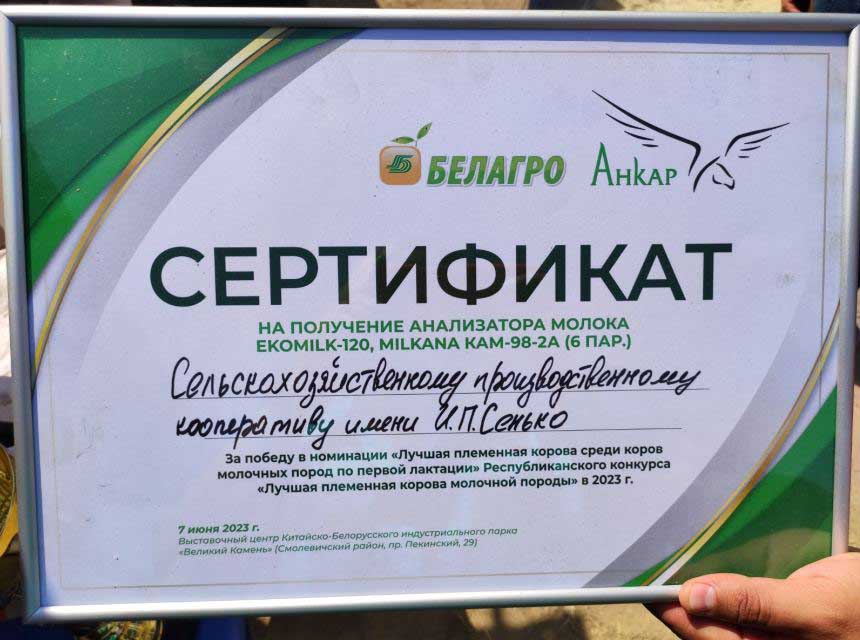 БЕЛАГРО
Анкар
СЕРТИФИКАТ
НА ПОЛУЧЕНИЕ АНАЛИЗАТОРА МОЛОКА
EKOMILK-120, MILKANA КАМ-98-2А (6 ПАР.)
Сельскохозяйственному производственному
кооперативу имени И.П.Сенько
За победу в номинации «Лучшая племенная корова среди коров
молочных пород по первой лактации» Республиканского конкурса
«Лучшая племенная корова молочной породы» в 2023 г.
7 июня 2023 г.
Выставочный центр Китайско-Белорусского индустриального парка
«Великий Камень» (Смолевичский район, пр. Пекинский, 29)